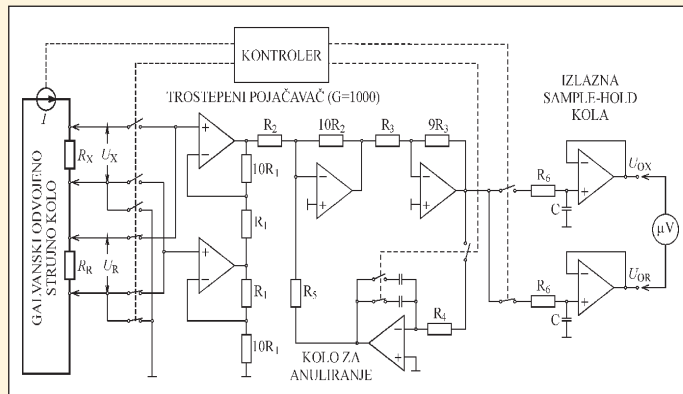 KONTROLER
TROSTEPENI POJAČAVAČ (G=1000)
IZLAZNA
SAMPLE-HOLD
KOLA
GALVANSKI ODVOJENO
STRUJNO KOLO
I
RX
UX
RR
UR
R2
10R2
R3
9R3
10R1
R1
R1
10R1
R5
R4
KOLO ZA
ANULIRANJE
R6
C
UOX
µV
R6
C
UOR